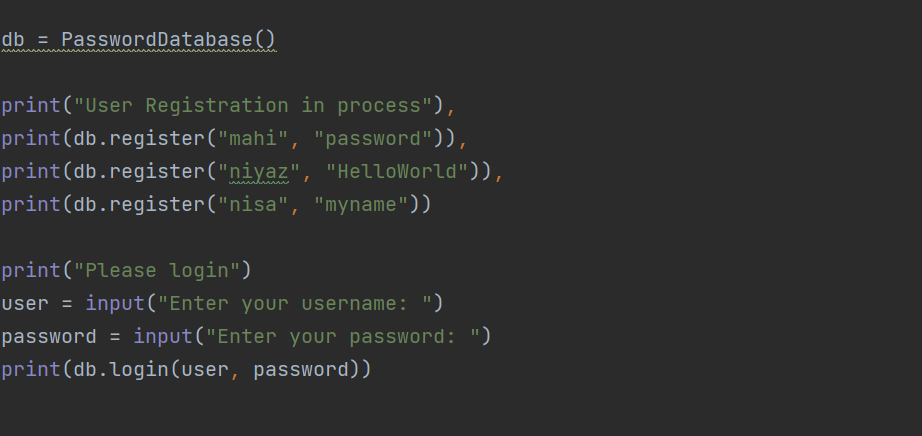 db = PasswordDatabase()
print("User Registration in process"),
print(db.register("mahi", "password")),
print(db.register("niyaz", "HelloWorld")),
print(db.register("nisa", "myname"))
print("Please login")
user = input("Enter your username: ")
password = input("Enter your password: ")
print(db.login(user, password))